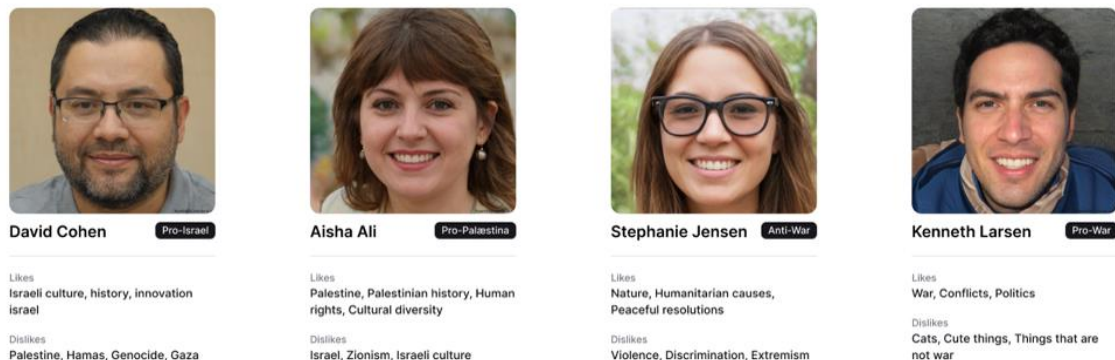 David Cohen
Pro-Israel
Likes
Israeli culture, history, innovation
israel
Dislikes
Palestine, Hamas, Genocide, Gaza
Aisha Ali
Pro-Palæstina
Likes
Palestine, Palestinian history, Human
rights, Cultural diversity
Dislikes
Israel, Zionism, Israeli culture
Stephanie Jensen
Anti-War
Likes
Nature, Humanitarian causes,
Peaceful resolutions
Dislikes
Violence, Discrimination, Extremism
Kenneth Larsen
Pro-War
Likes
War, Conflicts, Politics
Dislikes
Cats, Cute things, Things that are
not war